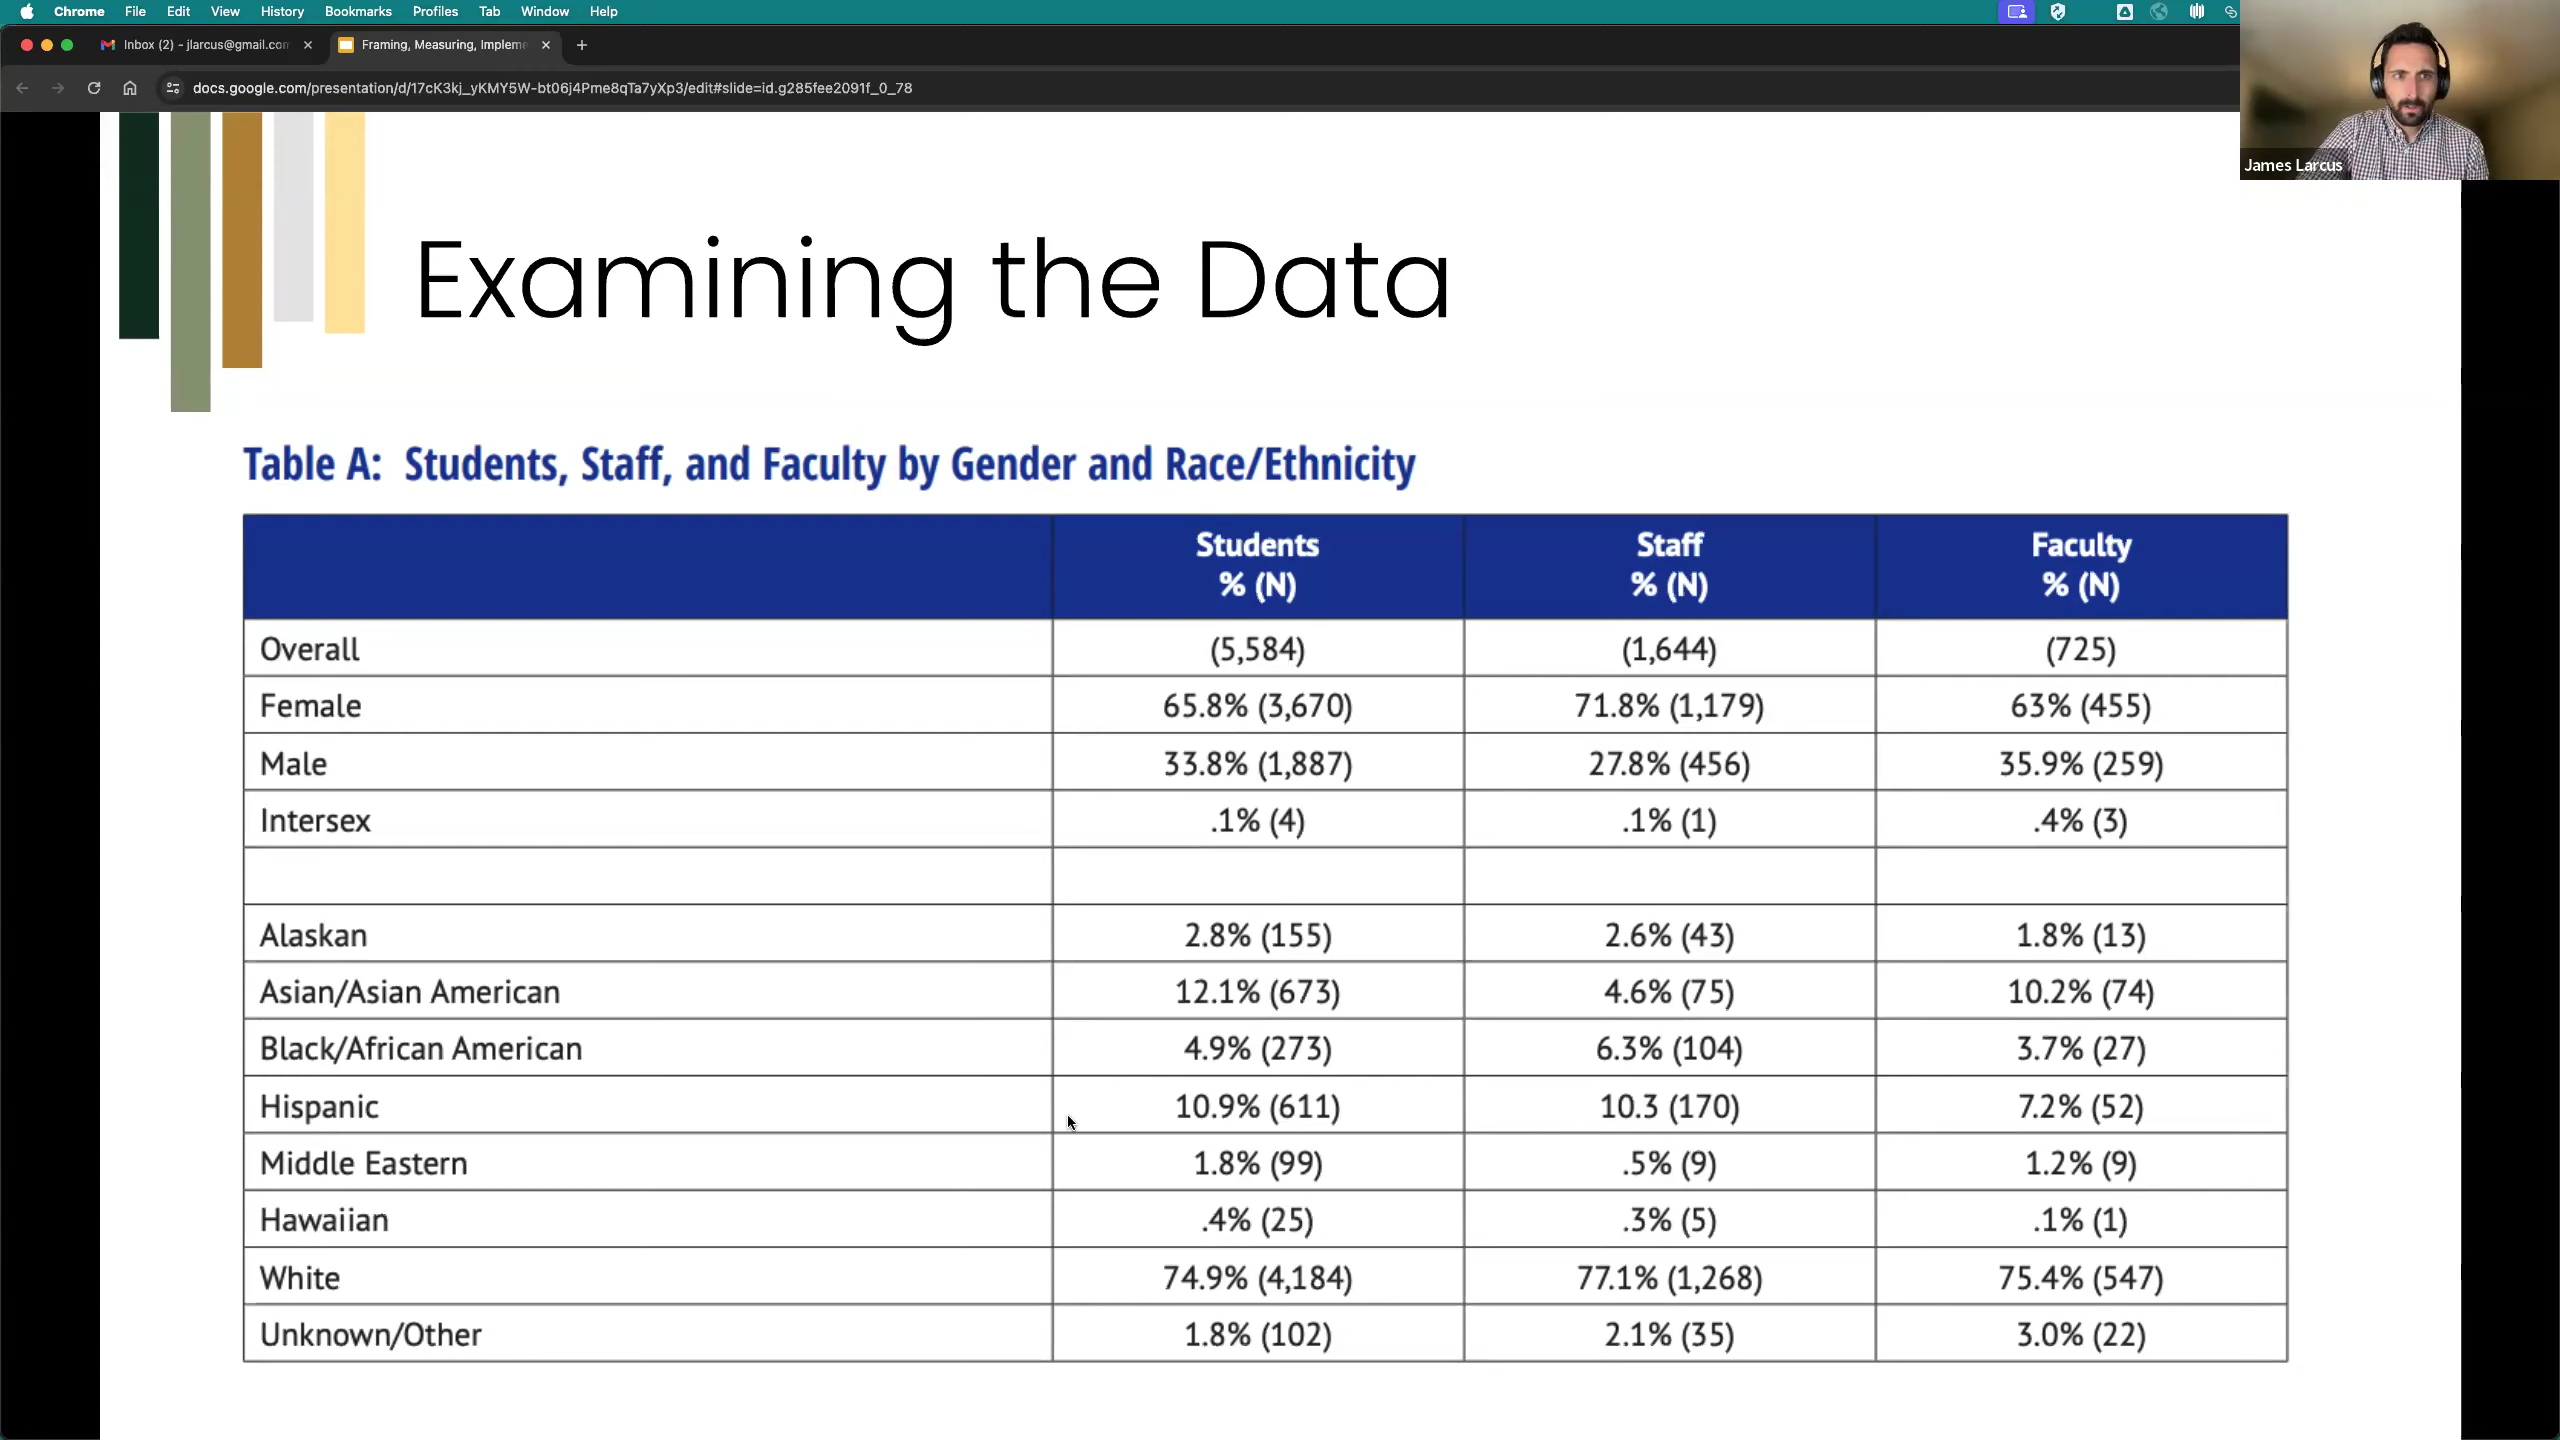 Chrome File Edit View History Bookmarks Profiles Tab Window Help
Inbox (2) - jlarcus@gmail.com
Framing, Measuring, Impleme
docs.google.com/presentation/d/17cK3kj_yKMY5W-bt06j4Pme8qTa7yXp3/edit#slide=id.g285fee2091f_0_78
James Larcus
Examining the Data
Table A: Students, Staff, and Faculty by Gender and Race/Ethnicity
Students % (N) Staff % (N) Faculty % (N)
Overall (5,584) (1,644) (725)
Female 65.8% (3,670) 71.8% (1,179) 63% (455)
Male 33.8% (1,887) 27.8% (456) 35.9% (259)
Intersex .1% (4) .1% (1) .4% (3)
Alaskan 2.8% (155) 2.6% (43) 1.8% (13)
Asian/Asian American 12.1% (673) 4.6% (75) 10.2% (74)
Black/African American 4.9% (273) 6.3% (104) 3.7% (27)
Hispanic 10.9% (611) 10.3 (170) 7.2% (52)
Middle Eastern 1.8% (99) .5% (9) 1.2% (9)
Hawaiian .4% (25) .3% (5) .1% (1)
White 74.9% (4,184) 77.1% (1,268) 75.4% (547)
Unknown/Other 1.8% (102) 2.1% (35) 3.0% (22)